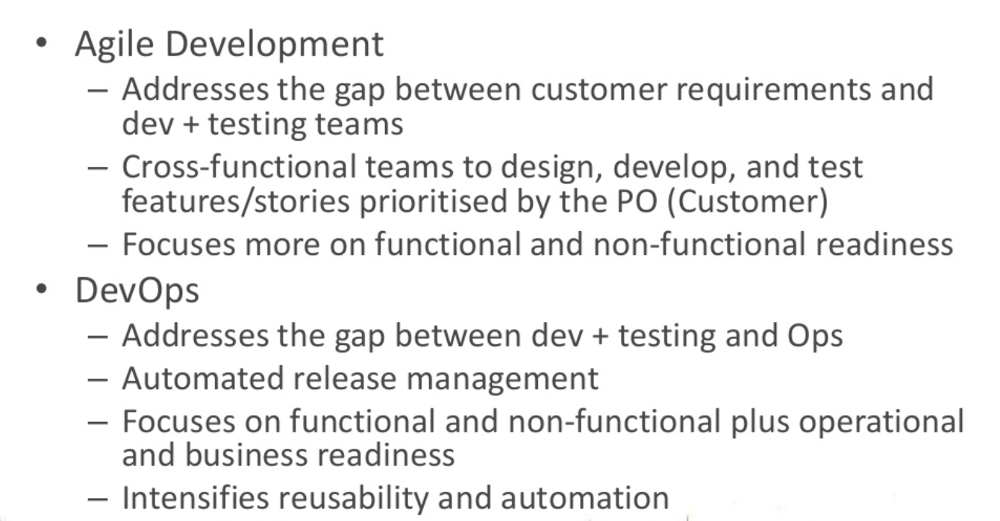 • Agile Development
– Addresses the gap between customer requirements and
dev + testing teams
– Cross-functional teams to design, develop, and test
features/stories prioritised by the PO (Customer)
– Focuses more on functional and non-functional readiness
• DevOps
– Addresses the gap between dev + testing and Ops
– Automated release management
– Focuses on functional and non-functional plus operational
and business readiness
– Intensifies reusability and automation